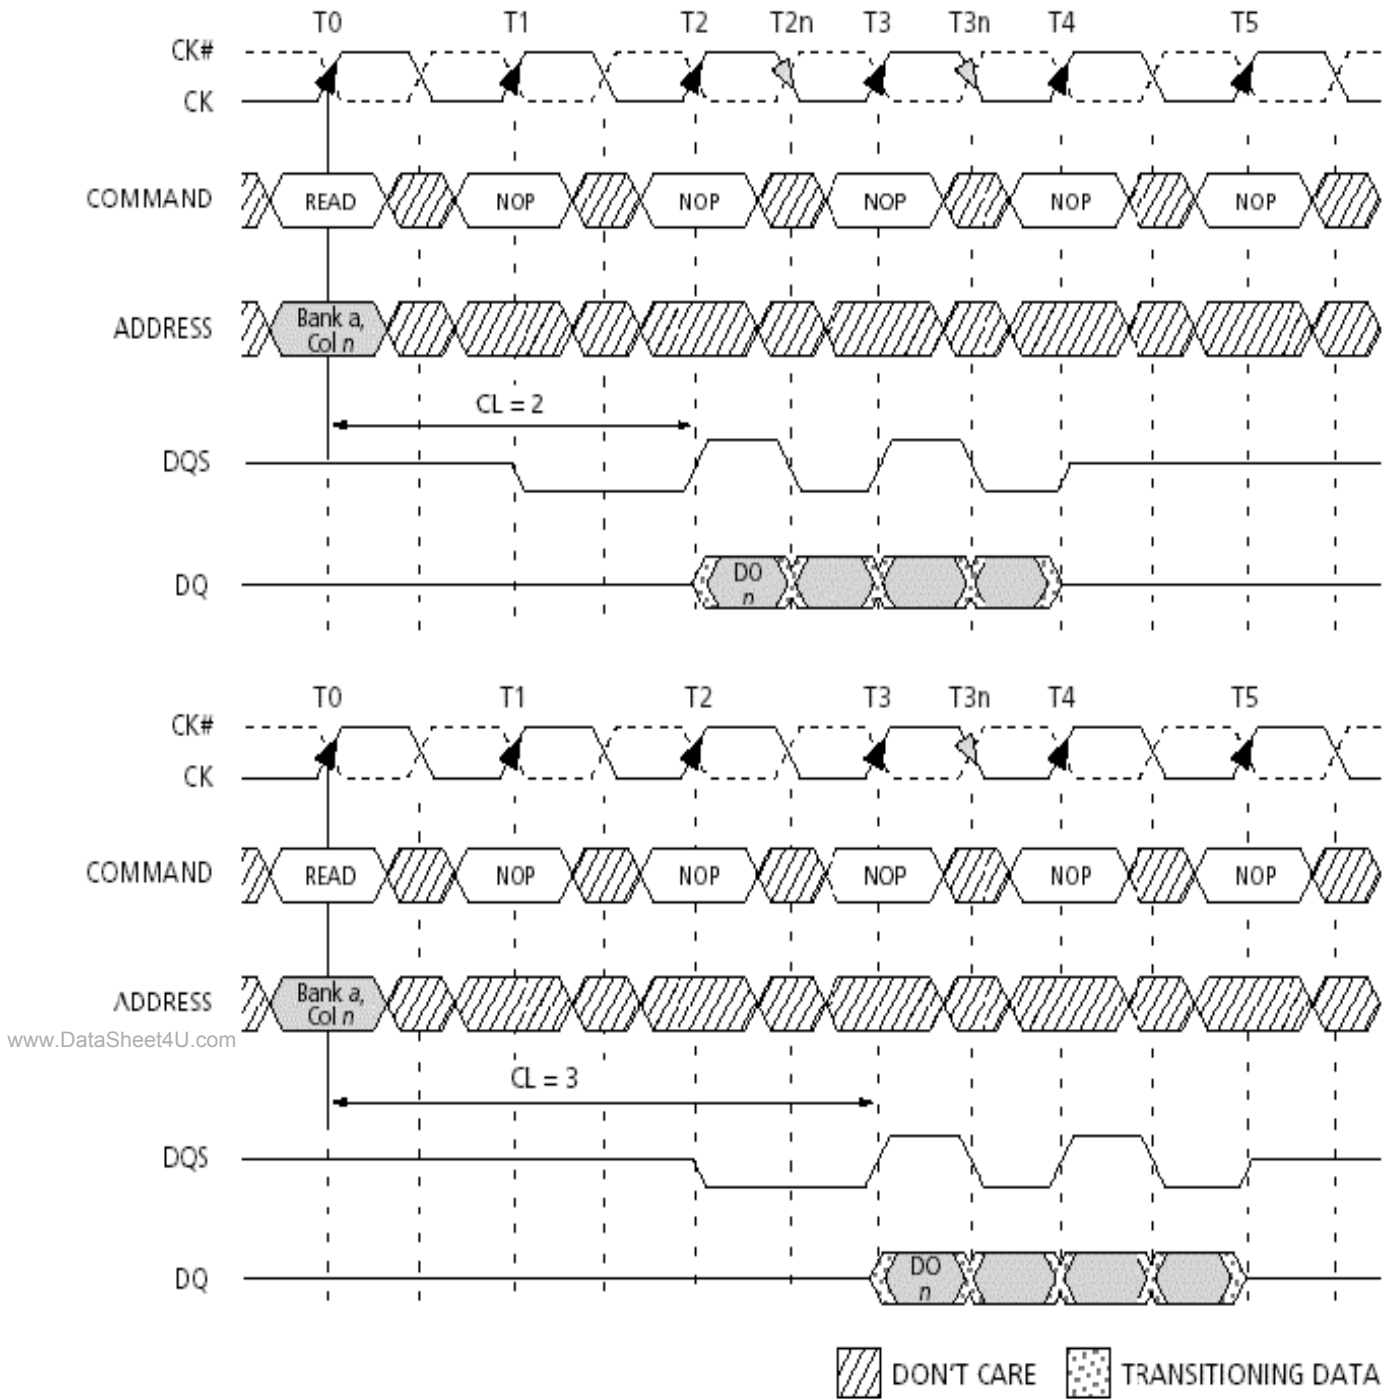 T0 T1 T2 T2n T3 T3n T4 T5
CK#
CK
COMMAND READ NOP NOP NOP NOP NOP
ADDRESS Bank a,
Col n
CL = 2
DQS
DQ DO
n
T0 T1 T2 T3 T3n T4 T5
CK#
CK
COMMAND READ NOP NOP NOP NOP NOP
ADDRESS Bank a,
Col n
www.DataSheet4U.com
CL = 3
DQS
DQ DO
n
DON'T CARE TRANSITIONING DATA